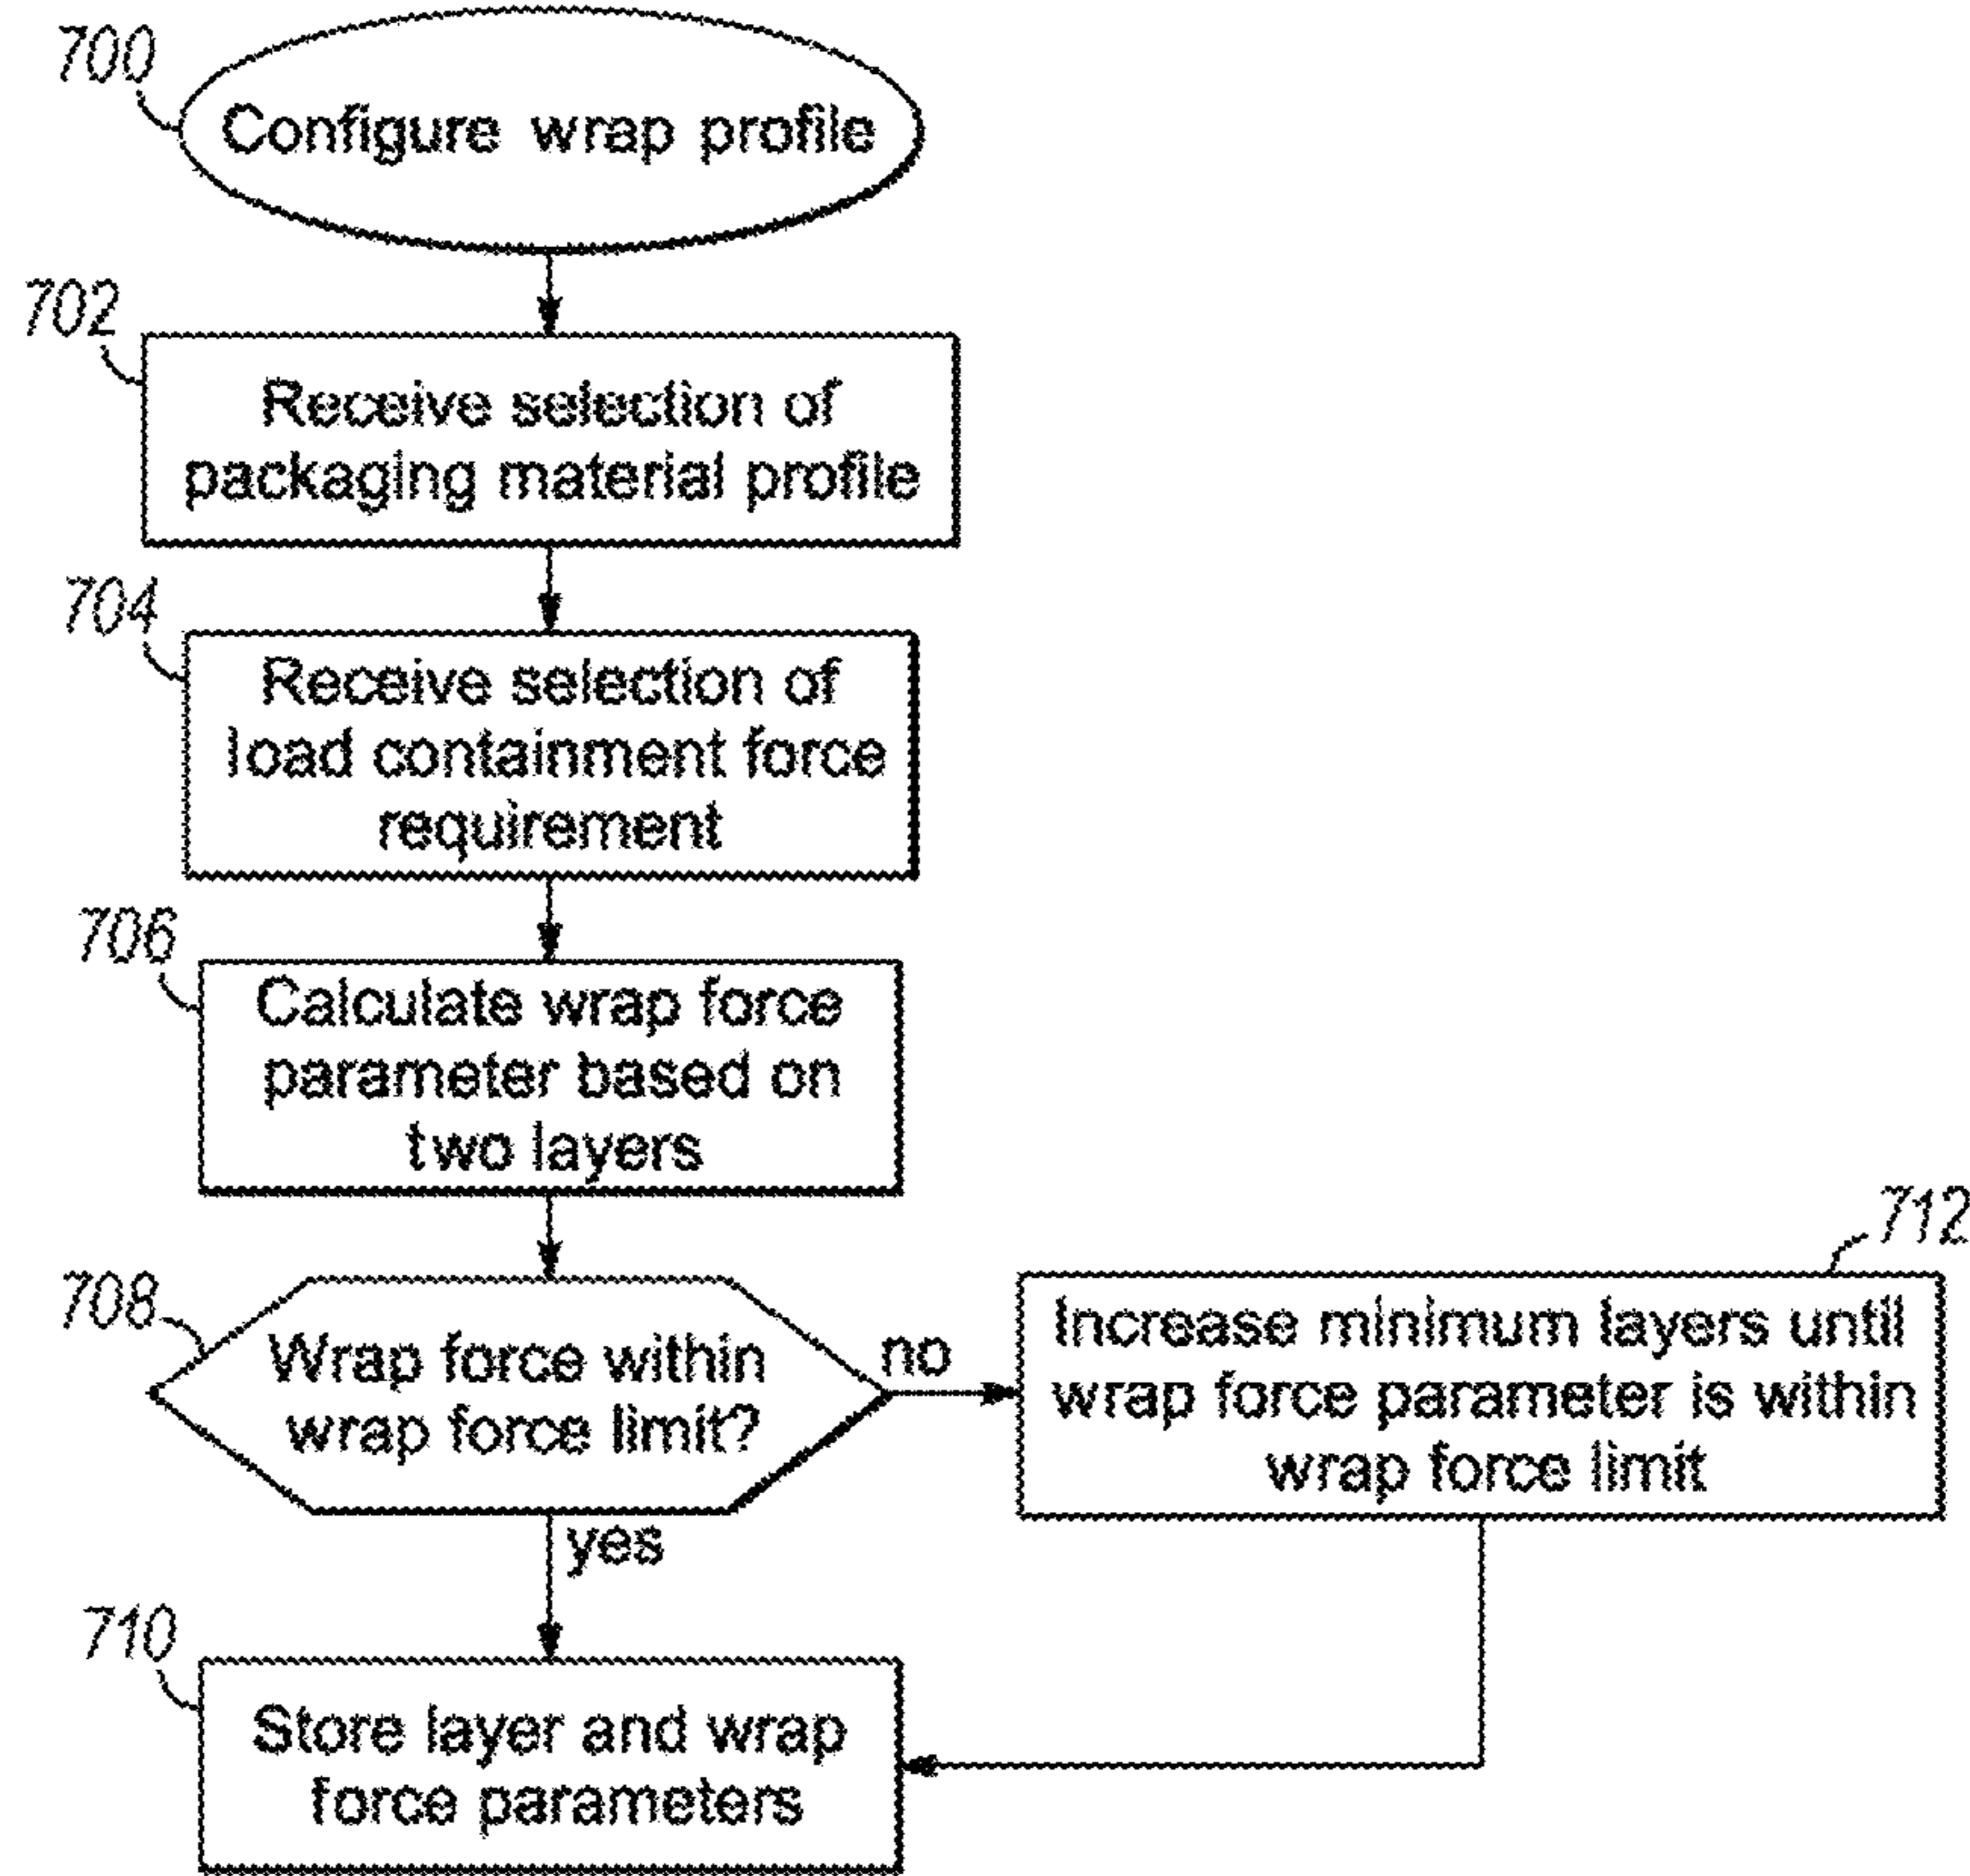 700
Configure wrap profile
702
Receive selection of
packaging material profile
704
Receive selection of
load containment force
requirement
706
Calculate wrap force
parameter based on
two layers
708
Wrap force within
wrap force limit?
no
712
Increase minimum layers until
wrap force parameter is within
wrap force limit
yes
710
Store layer and wrap
force parameters